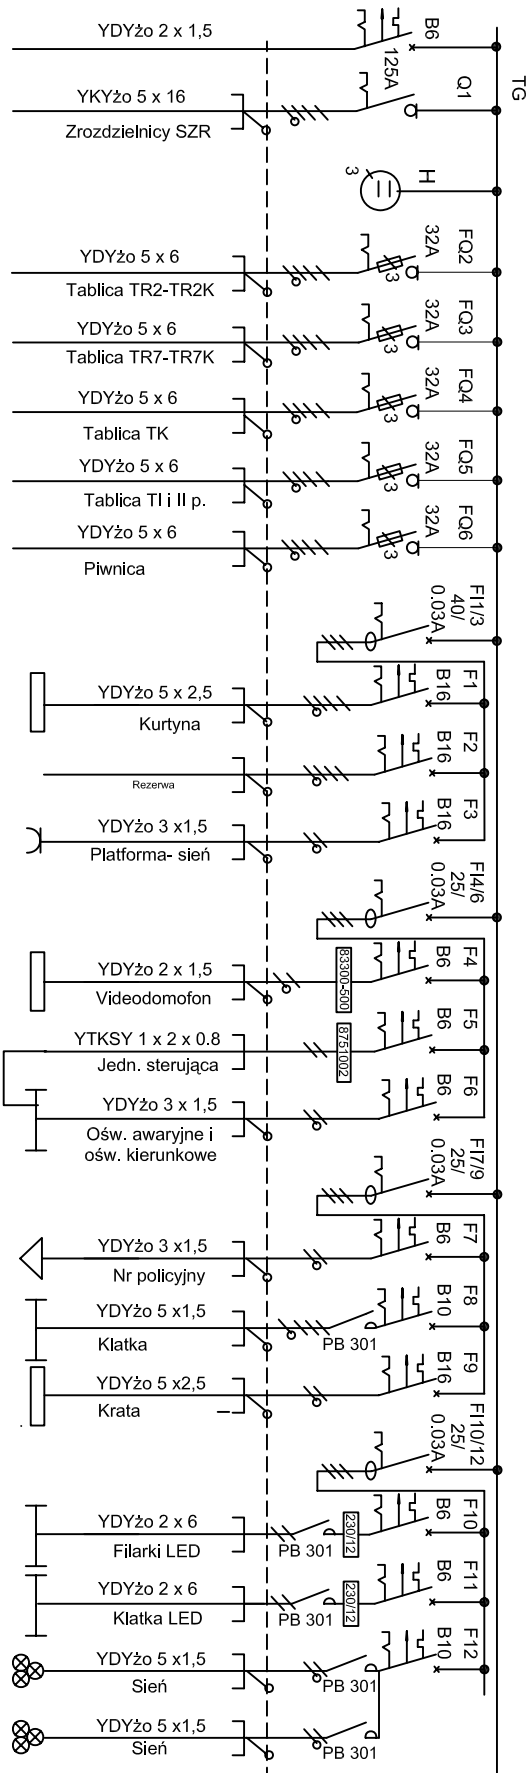 TG
YDYżo 2 x 1,5
B6
125A
Q1
YKYżo 5 x 16
Zrozdzielnicy SZR
H
3
FQ2
32A
3
YDYżo 5 x 6
Tablica TR2-TR2K
FQ3
32A
3
YDYżo 5 x 6
Tablica TR7-TR7K
FQ4
32A
3
YDYżo 5 x 6
Tablica TK
FQ5
32A
3
YDYżo 5 x 6
Tablica TI i II p.
FQ6
32A
3
YDYżo 5 x 6
Piwnica
FI1/3
40/
0.03A
F1
B16
YDYżo 5 x 2,5
Kurtyna
F2
B16
Rezerwa
F3
B16
YDYżo 3 x1,5
Platforma- sień
FI4/6
25/
0.03A
F4
B6
83300-500
YDYżo 2 x 1,5
Videodomofon
F5
B6
8751002
YTKSY 1 x 2 x 0.8
Jedn. sterująca
F6
B6
YDYżo 3 x 1,5
Ośw. awaryjne i
ośw. kierunkowe
FI7/9
25/
0.03A
F7
B6
YDYżo 3 x1,5
Nr policyjny
F8
B10
YDYżo 5 x1,5
Klatka
PB 301
F9
B16
YDYżo 5 x2,5
Krata
FI10/12
25/
0.03A
F10
B6
230/12
YDYżo 2 x 6
Filarki LED
PB 301
F11
B6
230/12
YDYżo 2 x 6
Klatka LED
PB 301
F12
B10
YDYżo 5 x1,5
Sień
PB 301
YDYżo 5 x1,5
Sień
PB 301